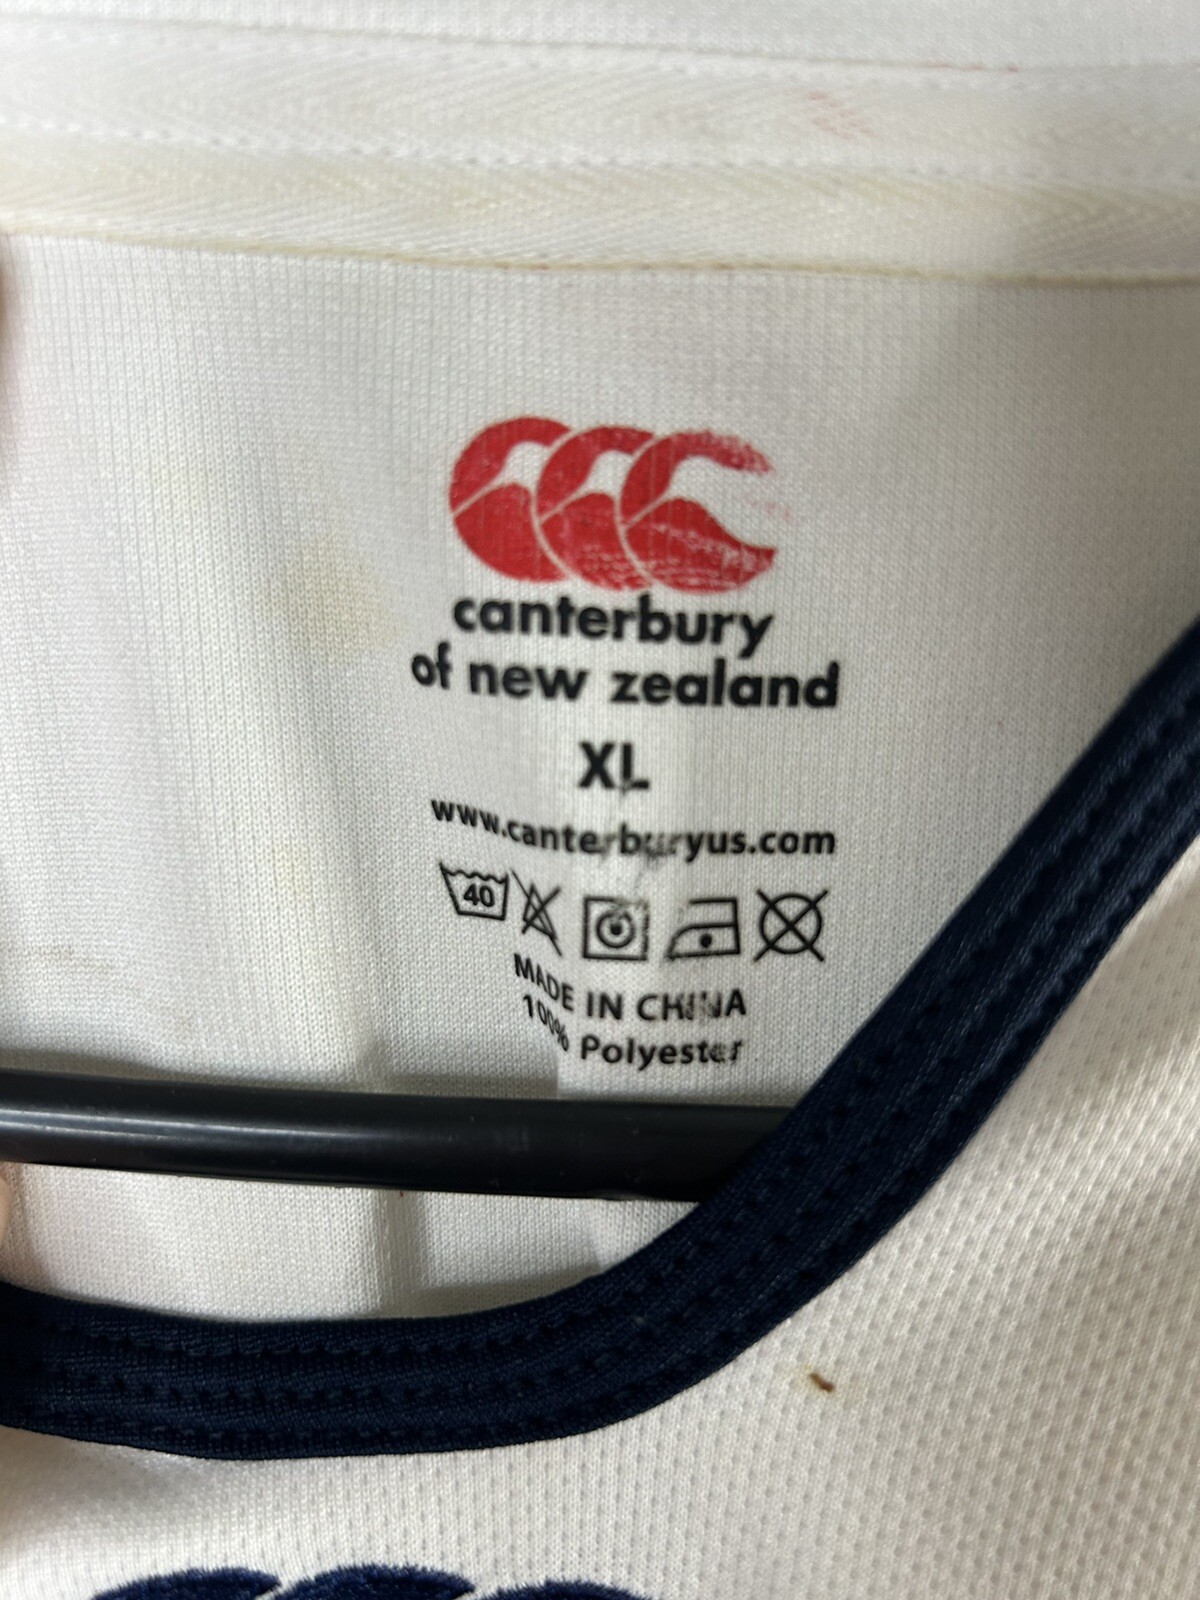 canterbury
of new zealand
XL
www.canterburyus.com
40
MADE IN CHINA
100% Polyester